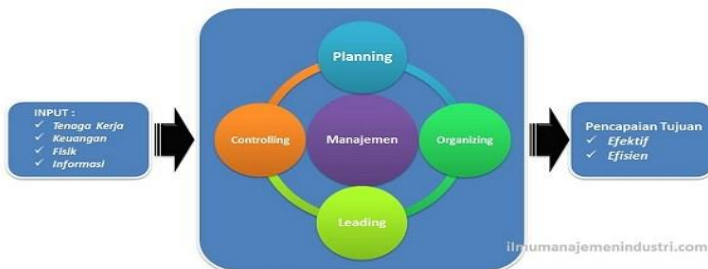 INPUT :
✓ Tenaga Kerja
✓ Keuangan
✓ Fisik
✓ Informasi
Planning
Controlling
Manajemen
Organizing
Leading
Pencapaian Tujuan
✓ Efektif
✓ Efisien
ilmumanajemenindustri.com